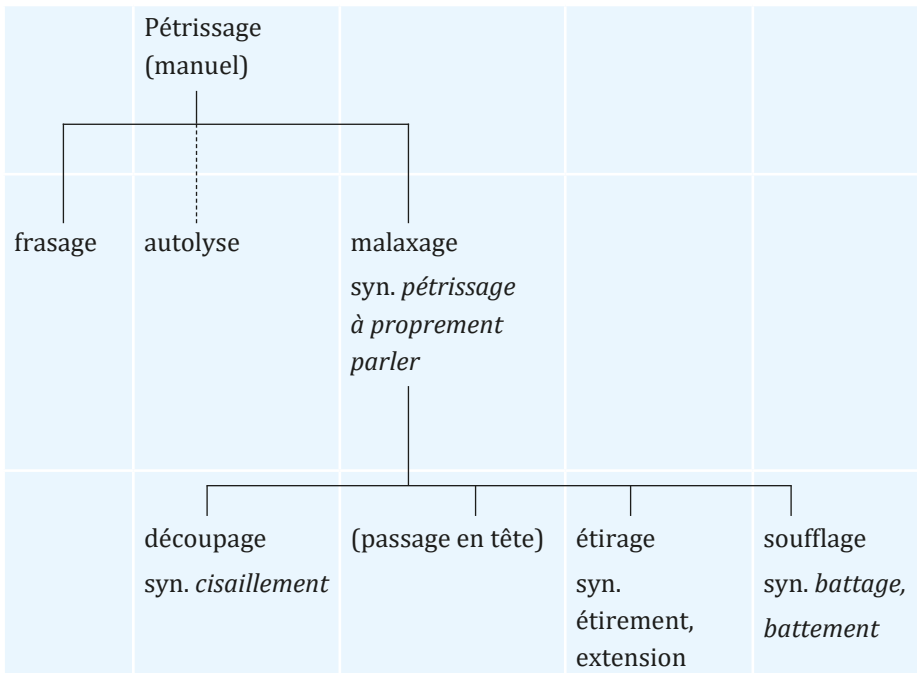 Pétrissage
(manuel)
frasage
autolyse
malaxage
syn. pétrissage
à proprement
parler
découpage
syn. cisaillement
(passage en tête)
étirage
syn.
étirement,
extension
soufflage
syn. battage,
battement